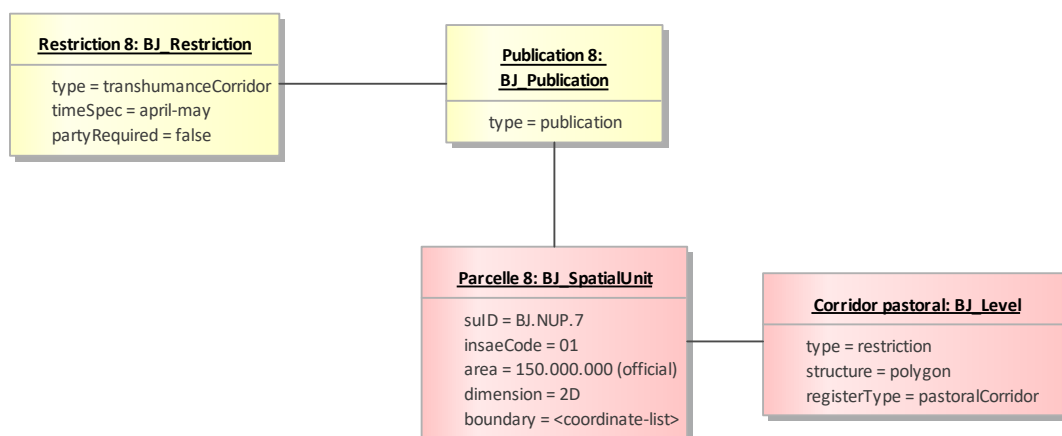 Restriction 8: BJ_Restriction
type = transhumanceCorridor
timeSpec = april-may
partyRequired = false
Publication 8:
BJ_Publication
type = publication
Parcelle 8: BJ_SpatialUnit
suID = BJ.NUP.7
insaeCode = 01
area = 150.000.000 (official)
dimension = 2D
boundary = <coordinate-list>
Corridor pastoral: BJ_Level
type = restriction
structure = polygon
registerType = pastoralCorridor